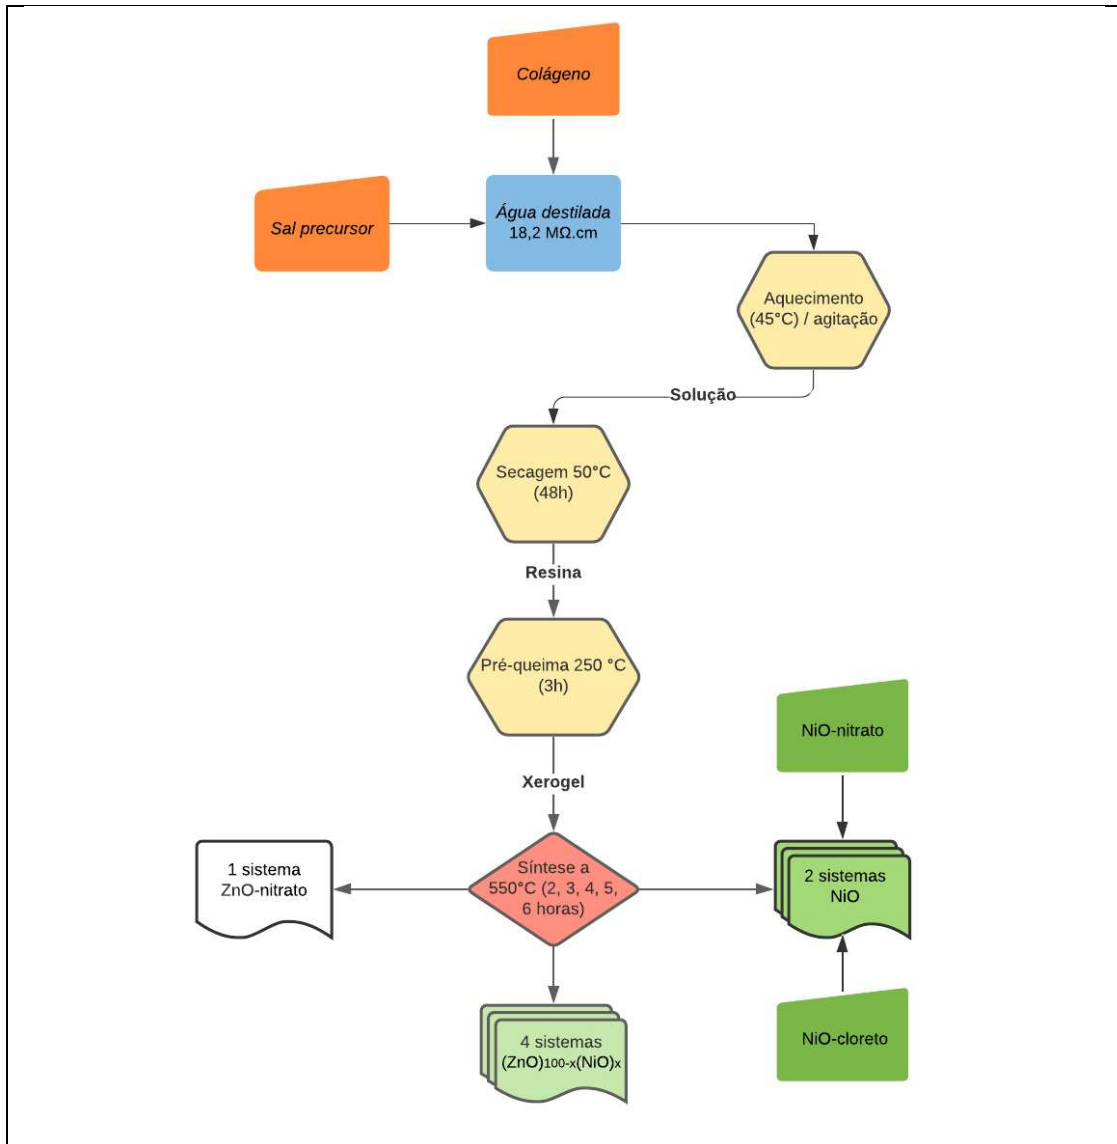 Colágeno
Sal precursor
Água destilada
18,2 MΩ.cm
Aquecimento
(45°C) / agitação
Solução
Secagem 50°C
(48h)
Resina
Pré-queima 250 °C
(3h)
Xerogel
NiO-nitrato
1 sistema
ZnO-nitrato
Síntese a
550°C (2, 3, 4, 5,
6 horas)
2 sistemas
NiO
4 sistemas
(ZnO)100-x(NiO)x
NiO-cloreto